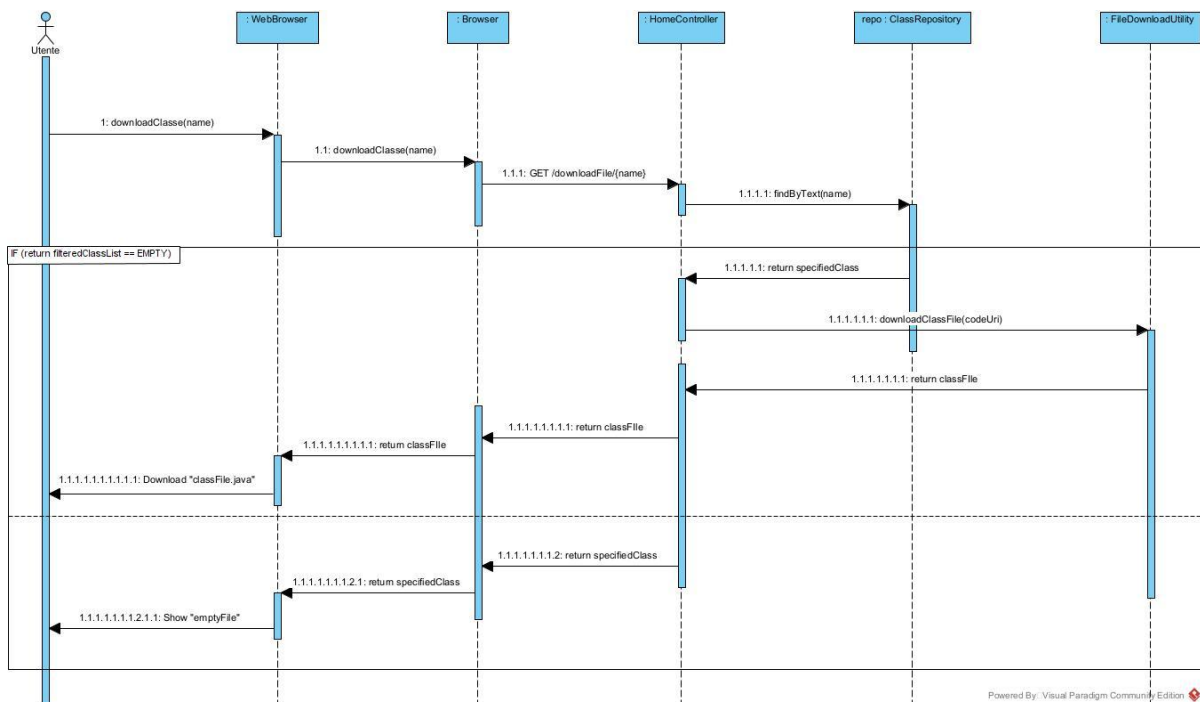 : WebBrowser
: Browser
: HomeController
repo : ClassRepository
: FileDownloadUtility
Utente
1: downloadClasse(name)
1.1: downloadClasse(name)
1.1.1: GET /downloadFile/{name}
1.1.1.1: findByText(name)
IF (return filteredClassList == EMPTY)
1.1.1.1.1: return specifiedClass
1.1.1.1.1.1: downloadClassFile(codeUri)
1.1.1.1.1.1.1: return classFIle
1.1.1.1.1.1.1.1: return classFIle
1.1.1.1.1.1.1.1.1: return classFIle
1.1.1.1.1.1.1.1.1.1: Download "classFile.java"
1.1.1.1.1.1.1.2: return specifiedClass
1.1.1.1.1.1.1.2.1: return specifiedClass
1.1.1.1.1.1.1.2.1.1: Show "emptyFile"
Powered By: Visual Paradigm Community Edition